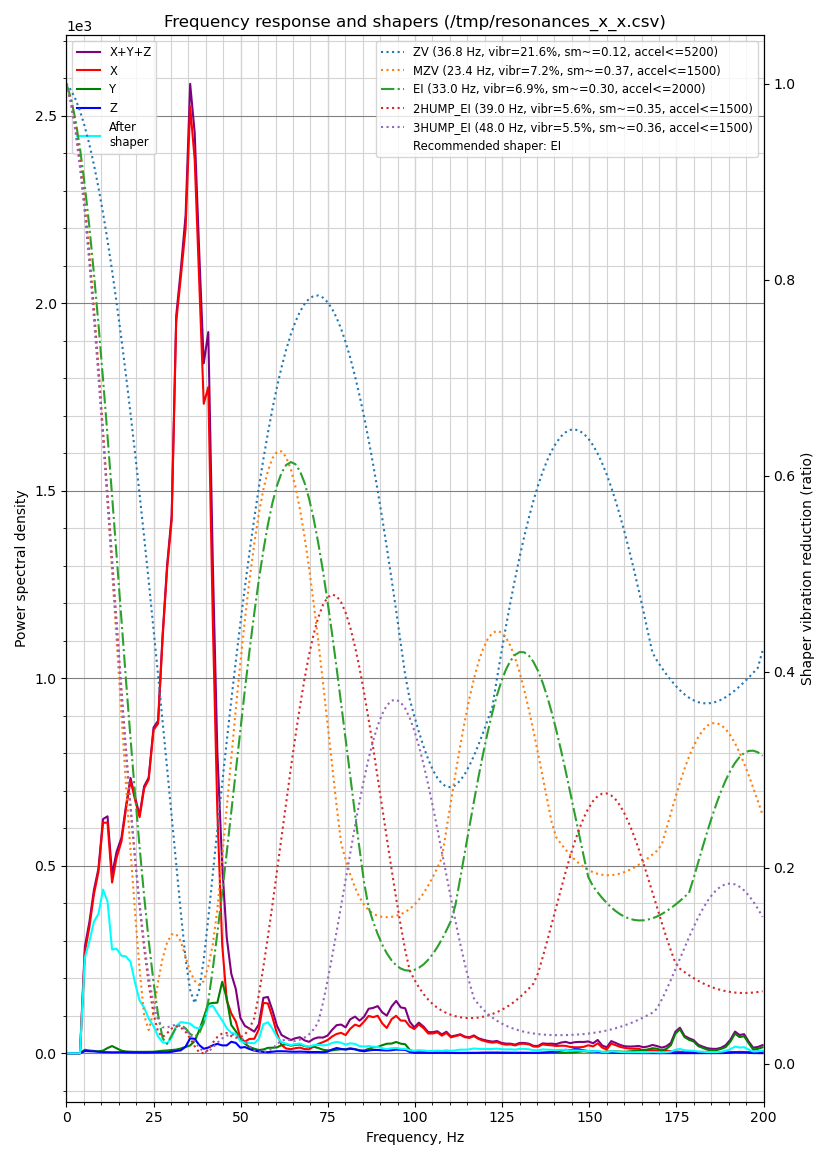 Frequency response and shapers (/tmp/resonances_x_x.csv)
1e3
X+Y+Z
X
Y
Z
After
shaper
ZV (36.8 Hz, vibr=21.6%, sm~=0.12, accel<=5200)
MZV (23.4 Hz, vibr=7.2%, sm~=0.37, accel<=1500)
EI (33.0 Hz, vibr=6.9%, sm~=0.30, accel<=2000)
2HUMP_EI (39.0 Hz, vibr=5.6%, sm~=0.35, accel<=1500)
3HUMP_EI (48.0 Hz, vibr=5.5%, sm~=0.36, accel<=1500)
Recommended shaper: EI
2.5
2.0
1.5
1.0
0.5
0.0
Power spectral density
1.0
0.8
0.6
0.4
0.2
0.0
Shaper vibration reduction (ratio)
0 25 50 75 100 125 150 175 200
Frequency, Hz